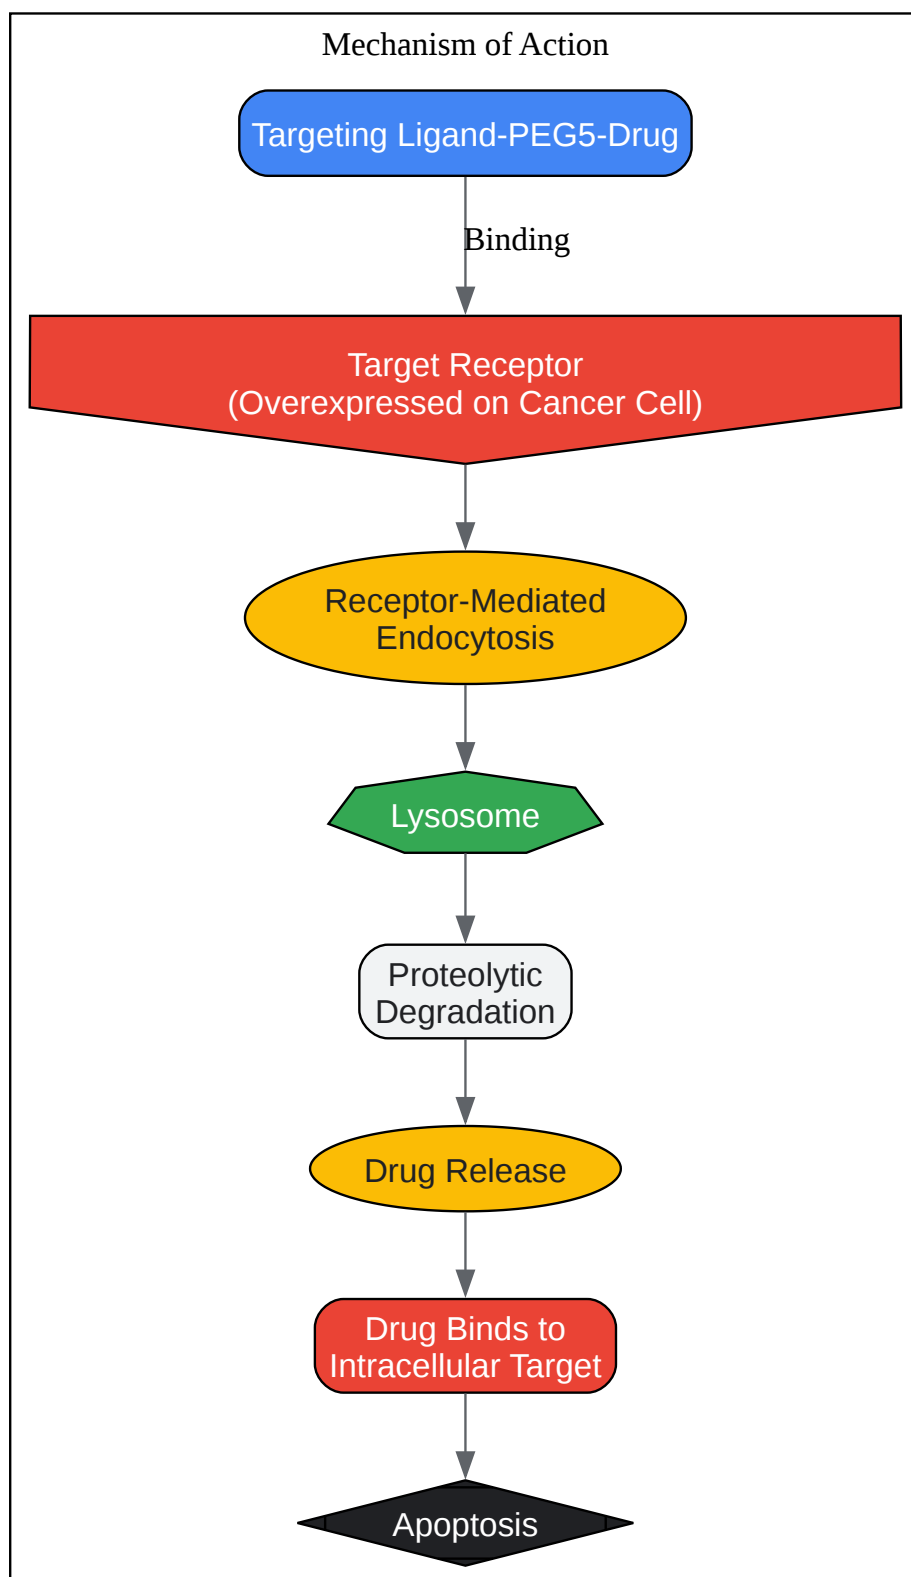 Mechanism of Action
Targeting Ligand-PEG5-Drug
Binding
Target Receptor
(Overexpressed on Cancer Cell)
Receptor-Mediated
Endocytosis
Lysosome
Proteolytic
Degradation
Drug Release
Drug Binds to
Intracellular Target
Apoptosis